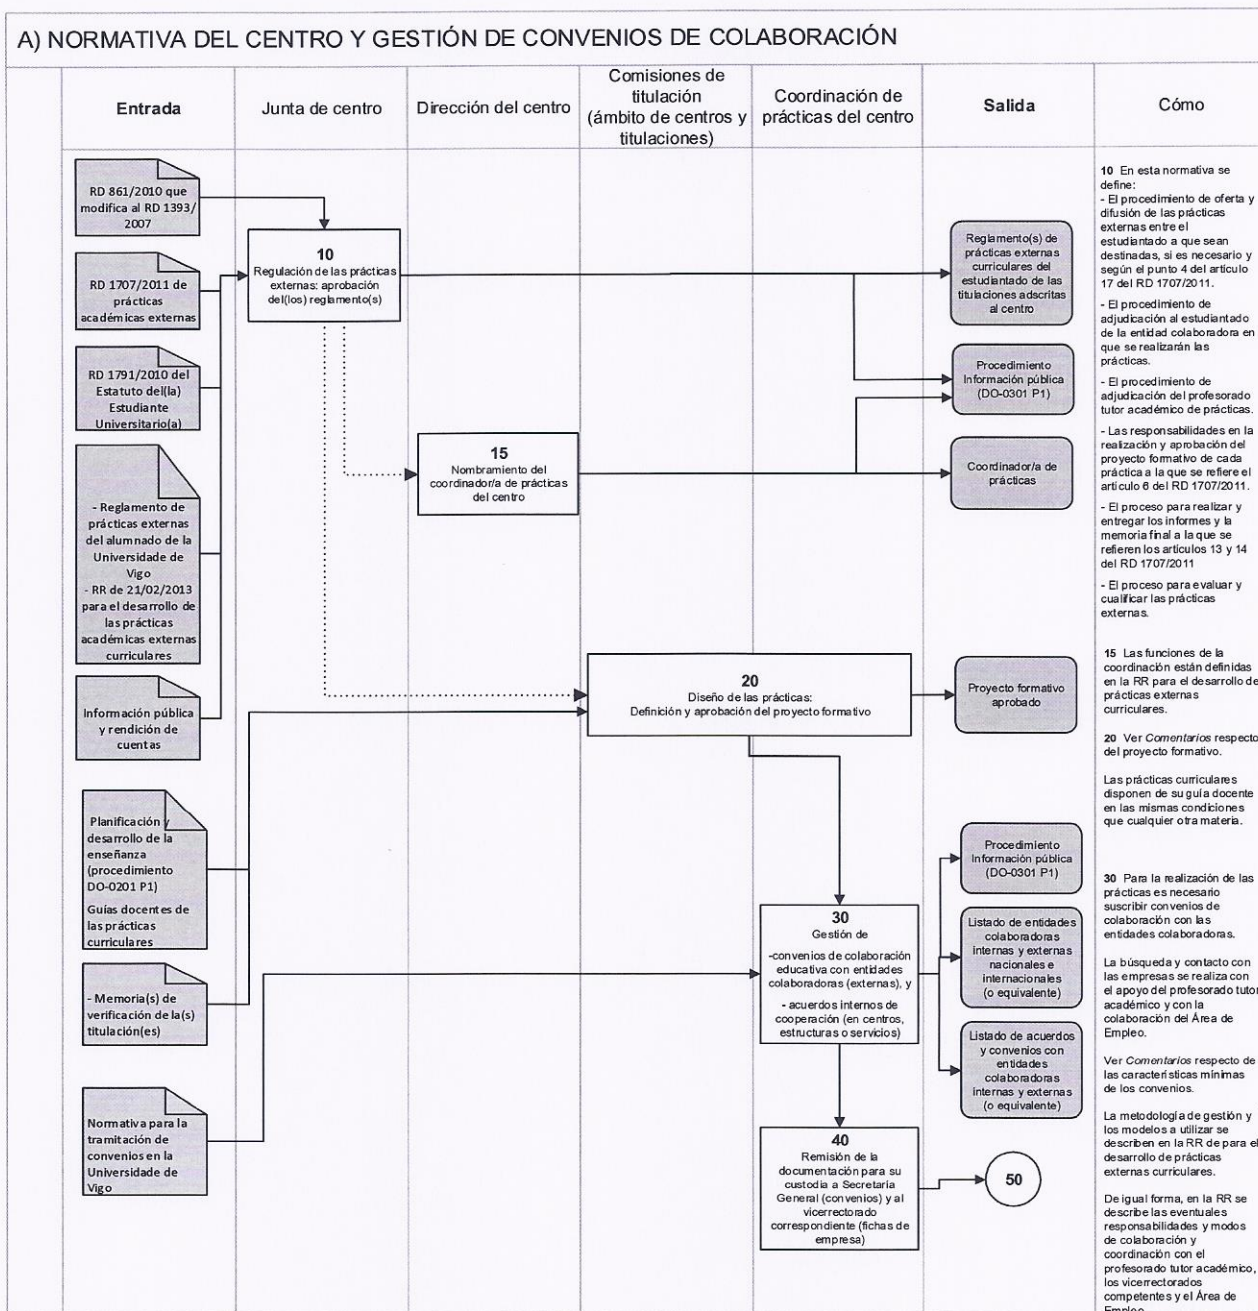 A) NORMATIVA DEL CENTRO Y GESTIÓN DE CONVENIOS DE COLABORACIÓN
Entrada
Junta de centro
Dirección del centro
Comisiones de
titulación
(ámbito de centros y
titulaciones)
Coordinación de
prácticas del centro
Salida
Cómo
RD 861/2010 que
modifica al RD 1393/
2007
RD 1707/2011 de
prácticas
académicas externas
RD 1791/2010 del
Estatuto del(la)
Estudiante
Universitario(a)
- Reglamento de
prácticas externas
del alumnado de la
Universidade de
Vigo
- RR de 21/02/2013
para el desarrollo de
las prácticas
académicas externas
curriculares
Información pública
y rendición de
cuentas
Planificación y
desarrollo de la
enseñanza
(procedimiento
DO-0201 P1)
Guías docentes de
las prácticas
curriculares
- Memoria(s) de
verificación de la(s)
titulación(es)
Normativa para la
tramitación de
convenios en la
Universidade de
Vigo
10
Regulación de las prácticas
externas: aprobación
del(los) reglamento(s)
15
Nombramiento del
coordinador/a de prácticas
del centro
20
Diseño de las prácticas:
Definición y aprobación del proyecto formativo
30
Gestión de
-convenios de colaboración
educativa con entidades
colaboradoras (externas), y
- acuerdos internos de
cooperación (en centros,
estructuras o servicios)
40
Remisión de la
documentación para su
custodia a Secretaría
General (convenios) y al
vicerrectorado
correspondiente (fichas de
empresa)
Reglamento(s) de
prácticas externas
curriculares del
estudiantado de las
titulaciones adscritas
al centro
Procedimiento
Información pública
(DO-0301 P1)
Coordinador/a de
prácticas
Proyecto formativo
aprobado
Procedimiento
Información pública
(DO-0301 P1)
Listado de entidades
colaboradoras
internas y externas
nacionales e
internacionales
(o equivalente)
Listado de acuerdos
y convenios con
entidades
colaboradoras
internas y externas
(o equivalente)
50
10 En esta normativa se
define:
- El procedimiento de oferta y
difusión de las prácticas
externas entre el
estudiantado a que sean
destinadas, si es necesario y
según el punto 4 del artículo
17 del RD 1707/2011.
- El procedimiento de
adjudicación al estudiantado
de la entidad colaboradora en
que se realizarán las
prácticas.
- El procedimiento de
adjudicación del profesorado
tutor académico de prácticas.
- Las responsabilidades en la
realización y aprobación del
proyecto formativo de cada
práctica a la que se refiere el
artículo 6 del RD 1707/2011.
- El proceso para realizar y
entregar los informes y la
memoria final a la que se
refieren los artículos 13 y 14
del RD 1707/2011
- El proceso para evaluar y
cualificar las prácticas
externas.
15 Las funciones de la
coordinación están definidas
en la RR para el desarrollo de
prácticas externas
curriculares.
20 Ver Comentarios respecto
del proyecto formativo.
Las prácticas curriculares
disponen de su guía docente
en las mismas condiciones
que cualquier otra materia.
30 Para la realización de las
prácticas es necesario
suscribir convenios de
colaboración con las
entidades colaboradoras.
La búsqueda y contacto con
las empresas se realiza con
el apoyo del profesorado tutor
académico y con la
colaboración del Área de
Empleo.
Ver Comentarios respecto de
las características mínimas
de los convenios.
La metodología de gestión y
los modelos a utilizar se
describen en la RR de para el
desarrollo de prácticas
externas curriculares.
De igual forma, en la RR se
describe las eventuales
responsabilidades y modos
de colaboración y
coordinación con el
profesorado tutor académico,
los vicerrectorados
competentes y el Área de
Empleo